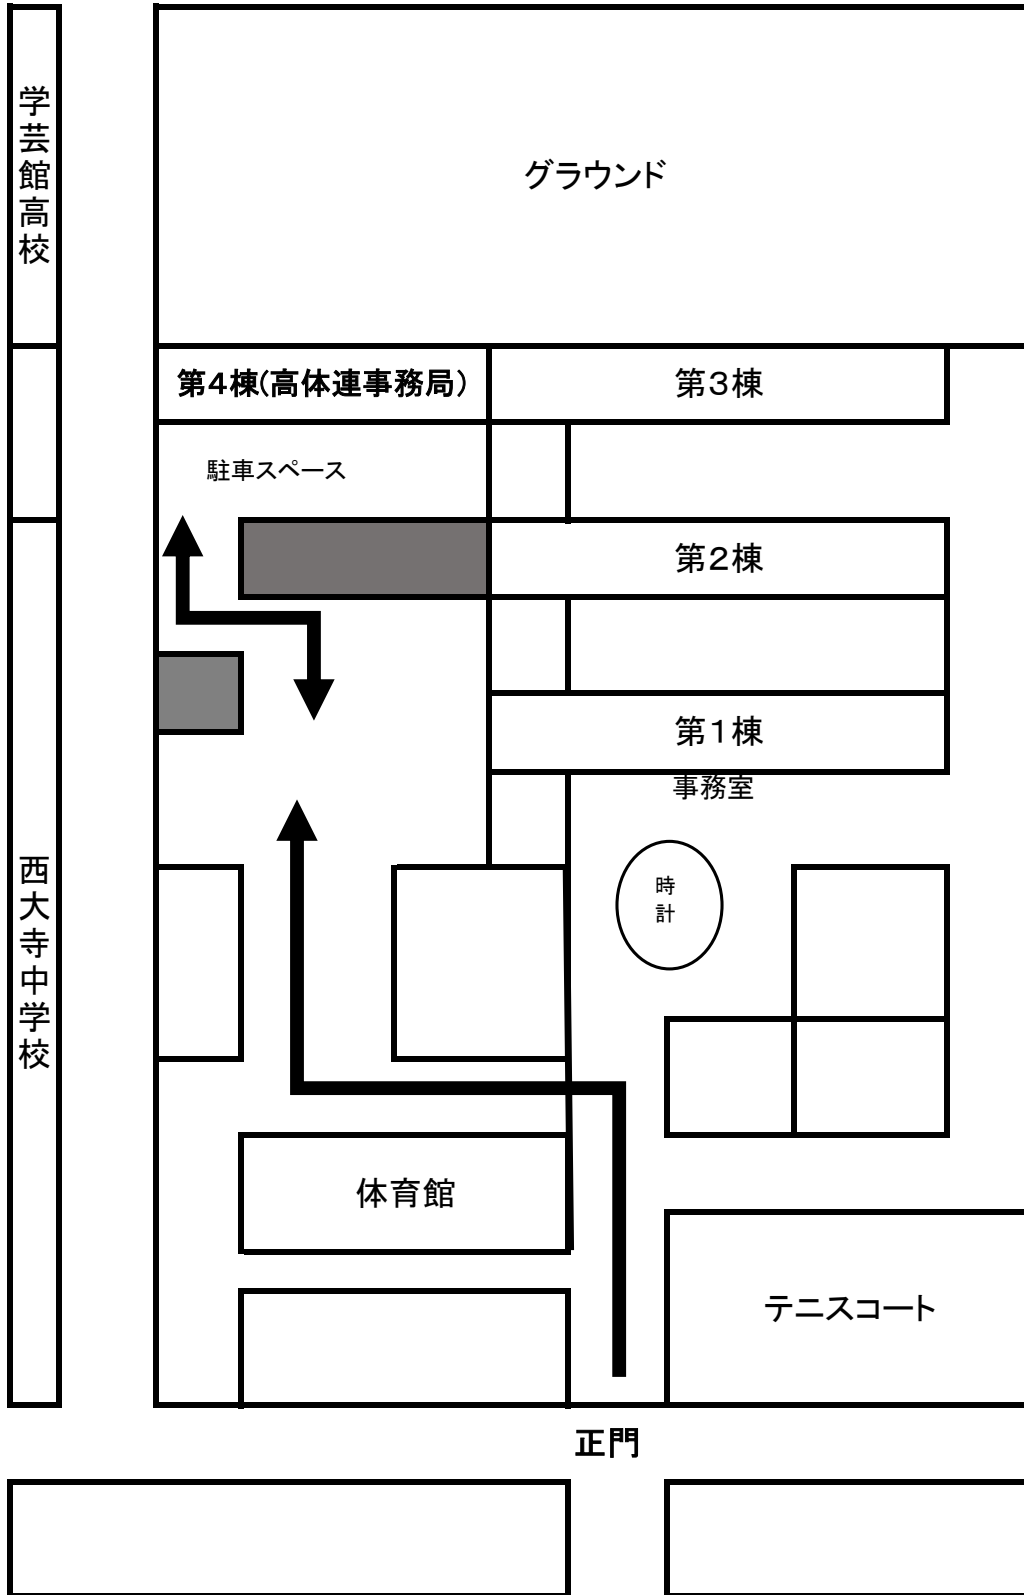 学芸館高校
グラウンド
第4棟(高体連事務局)
第3棟
駐車スペース
第2棟
第1棟
事務室
西大寺中学校
時計
体育館
テニスコート
正門